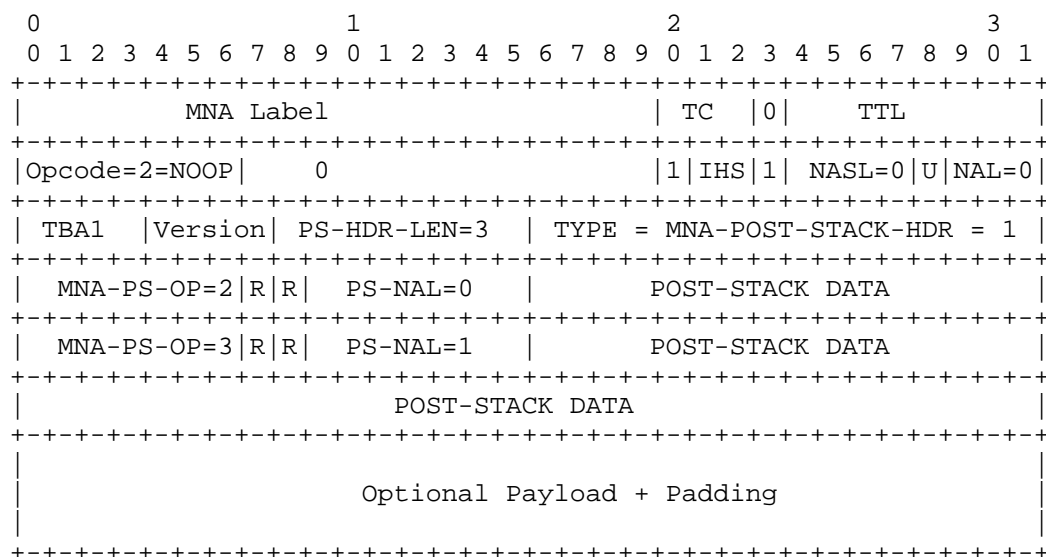 0                   1                   2                   3
 0 1 2 3 4 5 6 7 8 9 0 1 2 3 4 5 6 7 8 9 0 1 2 3 4 5 6 7 8 9 0 1
+-+-+-+-+-+-+-+-+-+-+-+-+-+-+-+-+-+-+-+-+-+-+-+-+-+-+-+-+-+-+-+-+
|          MNA Label                    | TC  |0|    TTL        |
+-+-+-+-+-+-+-+-+-+-+-+-+-+-+-+-+-+-+-+-+-+-+-+-+-+-+-+-+-+-+-+-+
|Opcode=2=NOOP|    0                    |1|IHS|1| NASL=0|U|NAL=0|
+-+-+-+-+-+-+-+-+-+-+-+-+-+-+-+-+-+-+-+-+-+-+-+-+-+-+-+-+-+-+-+-+
| TBA1  |Version| PS-HDR-LEN=3  | TYPE = MNA-POST-STACK-HDR = 1 |
+-+-+-+-+-+-+-+-+-+-+-+-+-+-+-+-+-+-+-+-+-+-+-+-+-+-+-+-+-+-+-+-+
|  MNA-PS-OP=2|R|R|  PS-NAL=0   |       POST-STACK DATA         |
+-+-+-+-+-+-+-+-+-+-+-+-+-+-+-+-+-+-+-+-+-+-+-+-+-+-+-+-+-+-+-+-+
|  MNA-PS-OP=3|R|R|  PS-NAL=1   |       POST-STACK DATA         |
+-+-+-+-+-+-+-+-+-+-+-+-+-+-+-+-+-+-+-+-+-+-+-+-+-+-+-+-+-+-+-+-+
|                       POST-STACK DATA                         |
+-+-+-+-+-+-+-+-+-+-+-+-+-+-+-+-+-+-+-+-+-+-+-+-+-+-+-+-+-+-+-+-+
|                                                               |
|                     Optional Payload + Padding                |
|                                                               |
+-+-+-+-+-+-+-+-+-+-+-+-+-+-+-+-+-+-+-+-+-+-+-+-+-+-+-+-+-+-+-+-+